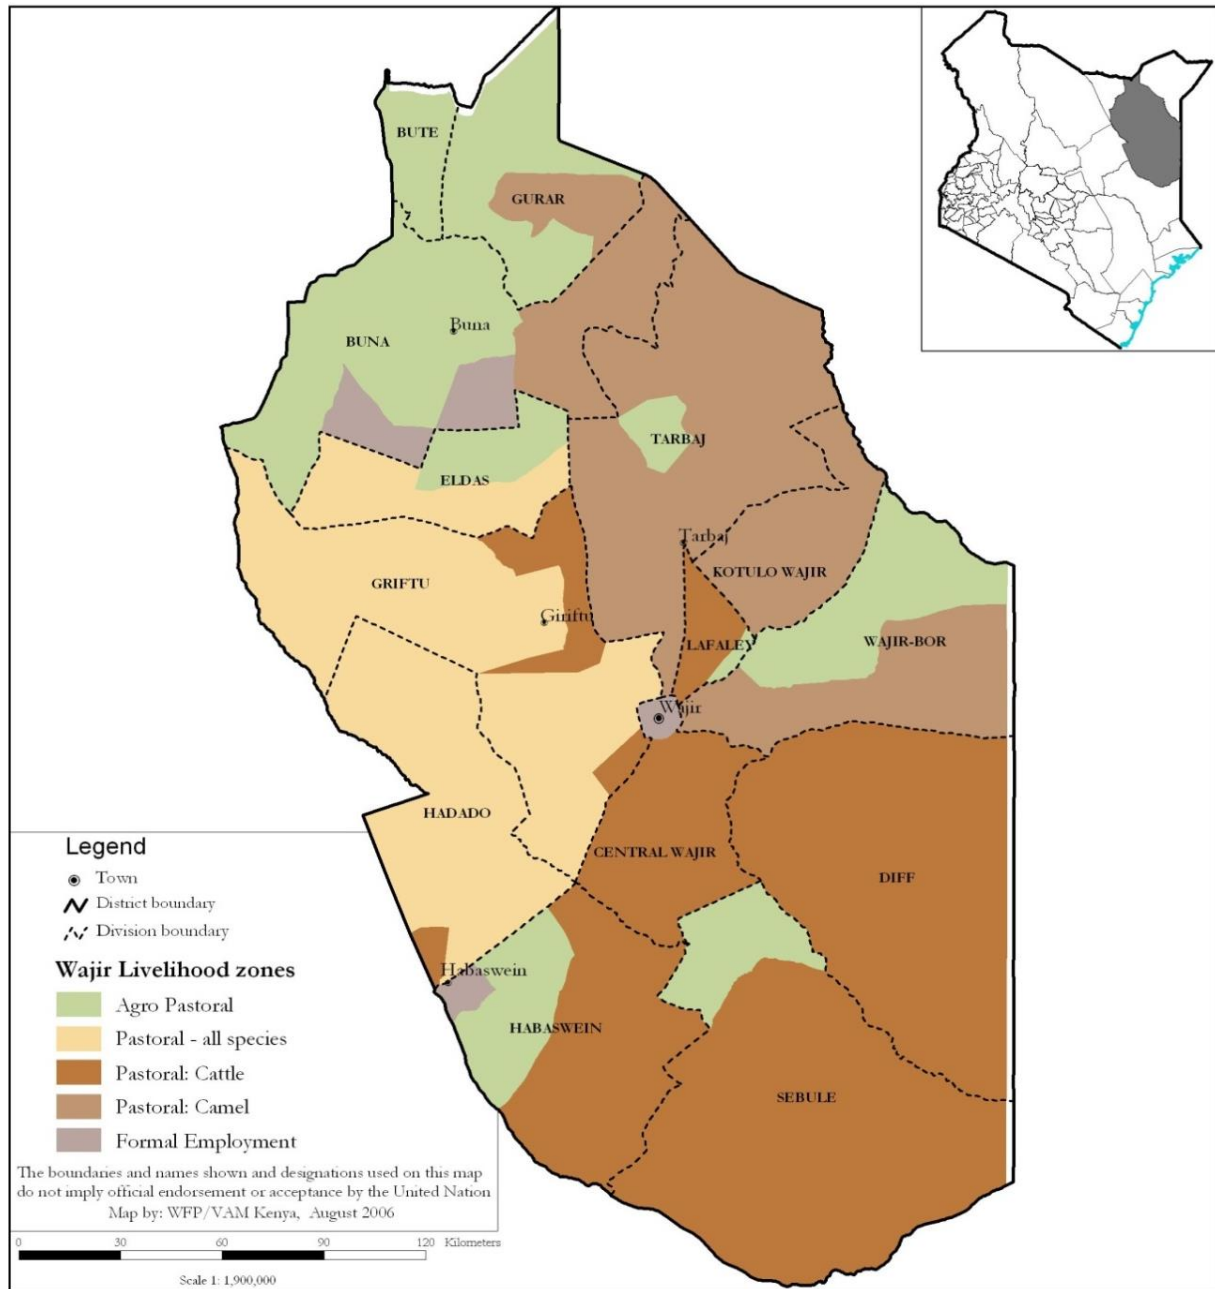 BUTE
GURAR
Buna
BUNA
TARBAJ
ELDAS
Tarbaj
KOTULO WAJIR
GRIFTU
Giriftu
LAFALEY
WAJIR-BOR
Wajir
HADADO
CENTRAL WAJIR
DIFF
Habaswein
HABASWEIN
SEBULE
Legend
Town
District boundary
Division boundary
Wajir Livelihood zones
Agro Pastoral
Pastoral - all species
Pastoral: Cattle
Pastoral: Camel
Formal Employment
The boundaries and names shown and designations used on this map
do not imply official endorsement or acceptance by the United Nation
Map by: WFP/VAM Kenya, August 2006
0 30 60 90 120 Kilometers
Scale 1: 1,900,000